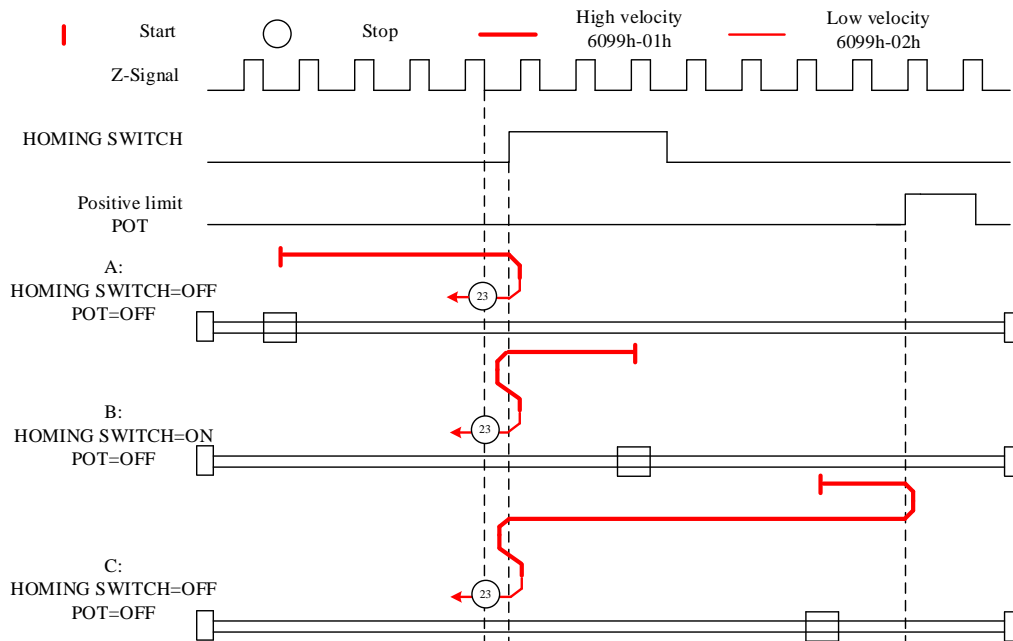 Start
Stop
High velocity
6099h-01h
Low velocity
6099h-02h
Z-Signal
HOMING SWITCH
Positive limit
POT
A:
HOMING SWITCH=OFF
POT=OFF
23
B:
HOMING SWITCH=ON
POT=OFF
23
C:
HOMING SWITCH=OFF
POT=OFF
23